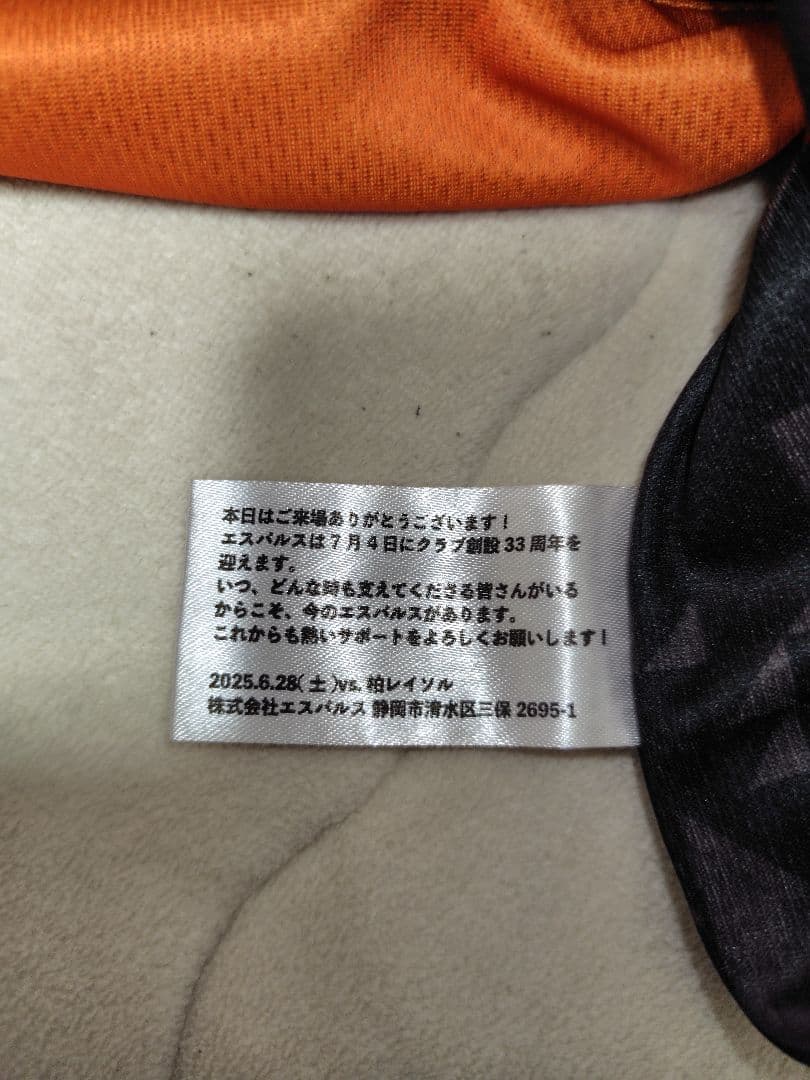 本日はご来場ありがとうございます！
エスパルスは7月4日にクラブ創設33周年を
迎えます。
いつ、どんな時も支えてくださる皆さんがいる
からこそ、今のエスパルスがあります。
これからも熱いサポートをよろしくお願いします！
2025.6.28(土)vs. 柏レイソル
株式会社エスパルス 静岡市清水区三保 2695-1